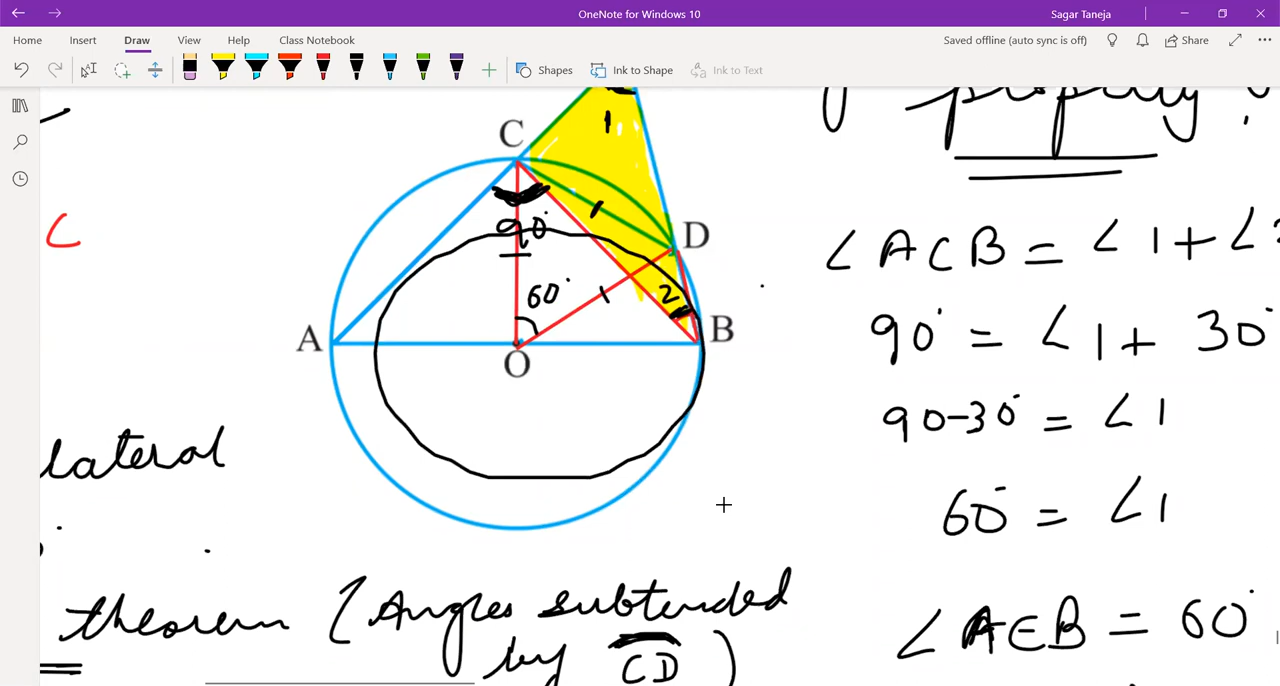 OneNote for Windows 10
Sagar Taneja
Home Insert Draw View Help Class Notebook
Saved offline (auto sync is off)
Share
Shapes
Ink to Shape
Ink to Text
property
1
C
90°
60°
D
2
A
O
B
C
lateral
theorem [Angles subtended
by CD)
∠ACB = ∠1+∠
90° = ∠1+ 30°
90-30° = ∠1
60° = ∠1
∠AEB = 60°